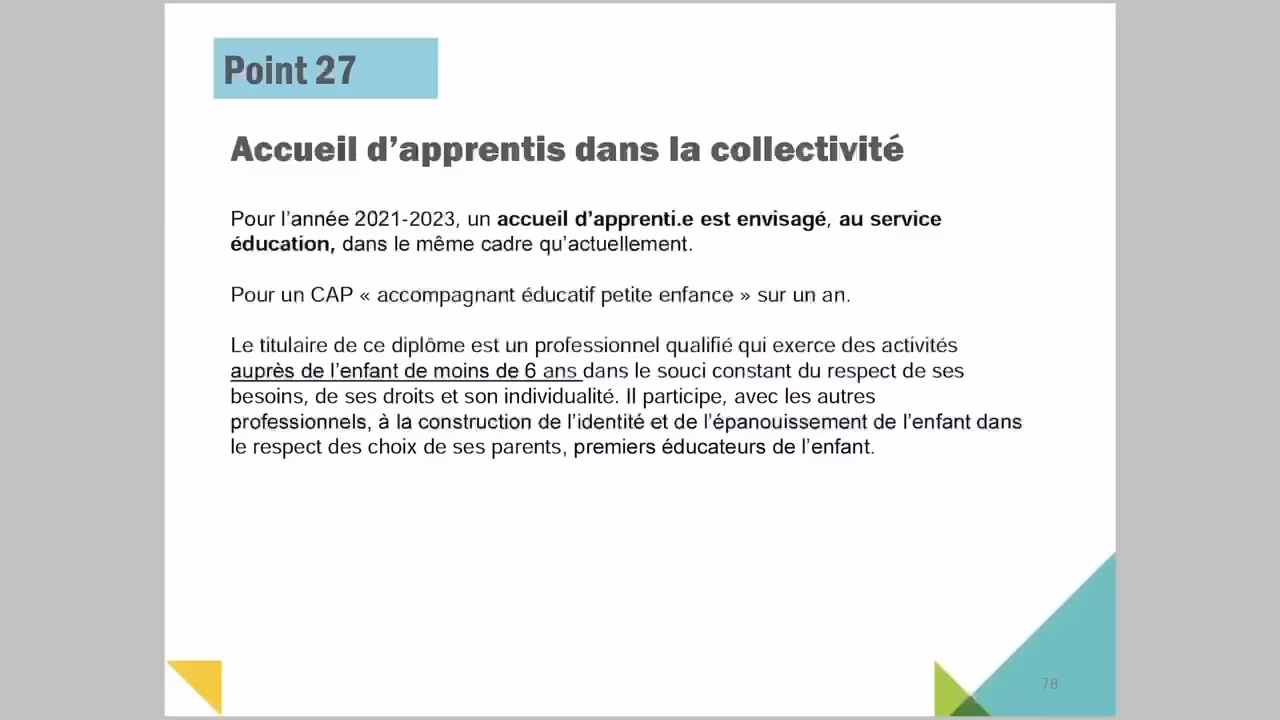 Point 27
Accueil d’apprentis dans la collectivité
Pour l’année 2021-2023, un accueil d’apprenti.e est envisagé, au service
éducation, dans le même cadre qu’actuellement.
Pour un CAP « accompagnant éducatif petite enfance » sur un an.
Le titulaire de ce diplôme est un professionnel qualifié qui exerce des activités
auprès de l’enfant de moins de 6 ans dans le souci constant du respect de ses
besoins, de ses droits et son individualité. Il participe, avec les autres
professionnels, à la construction de l’identité et de l’épanouissement de l’enfant dans
le respect des choix de ses parents, premiers éducateurs de l’enfant.
78